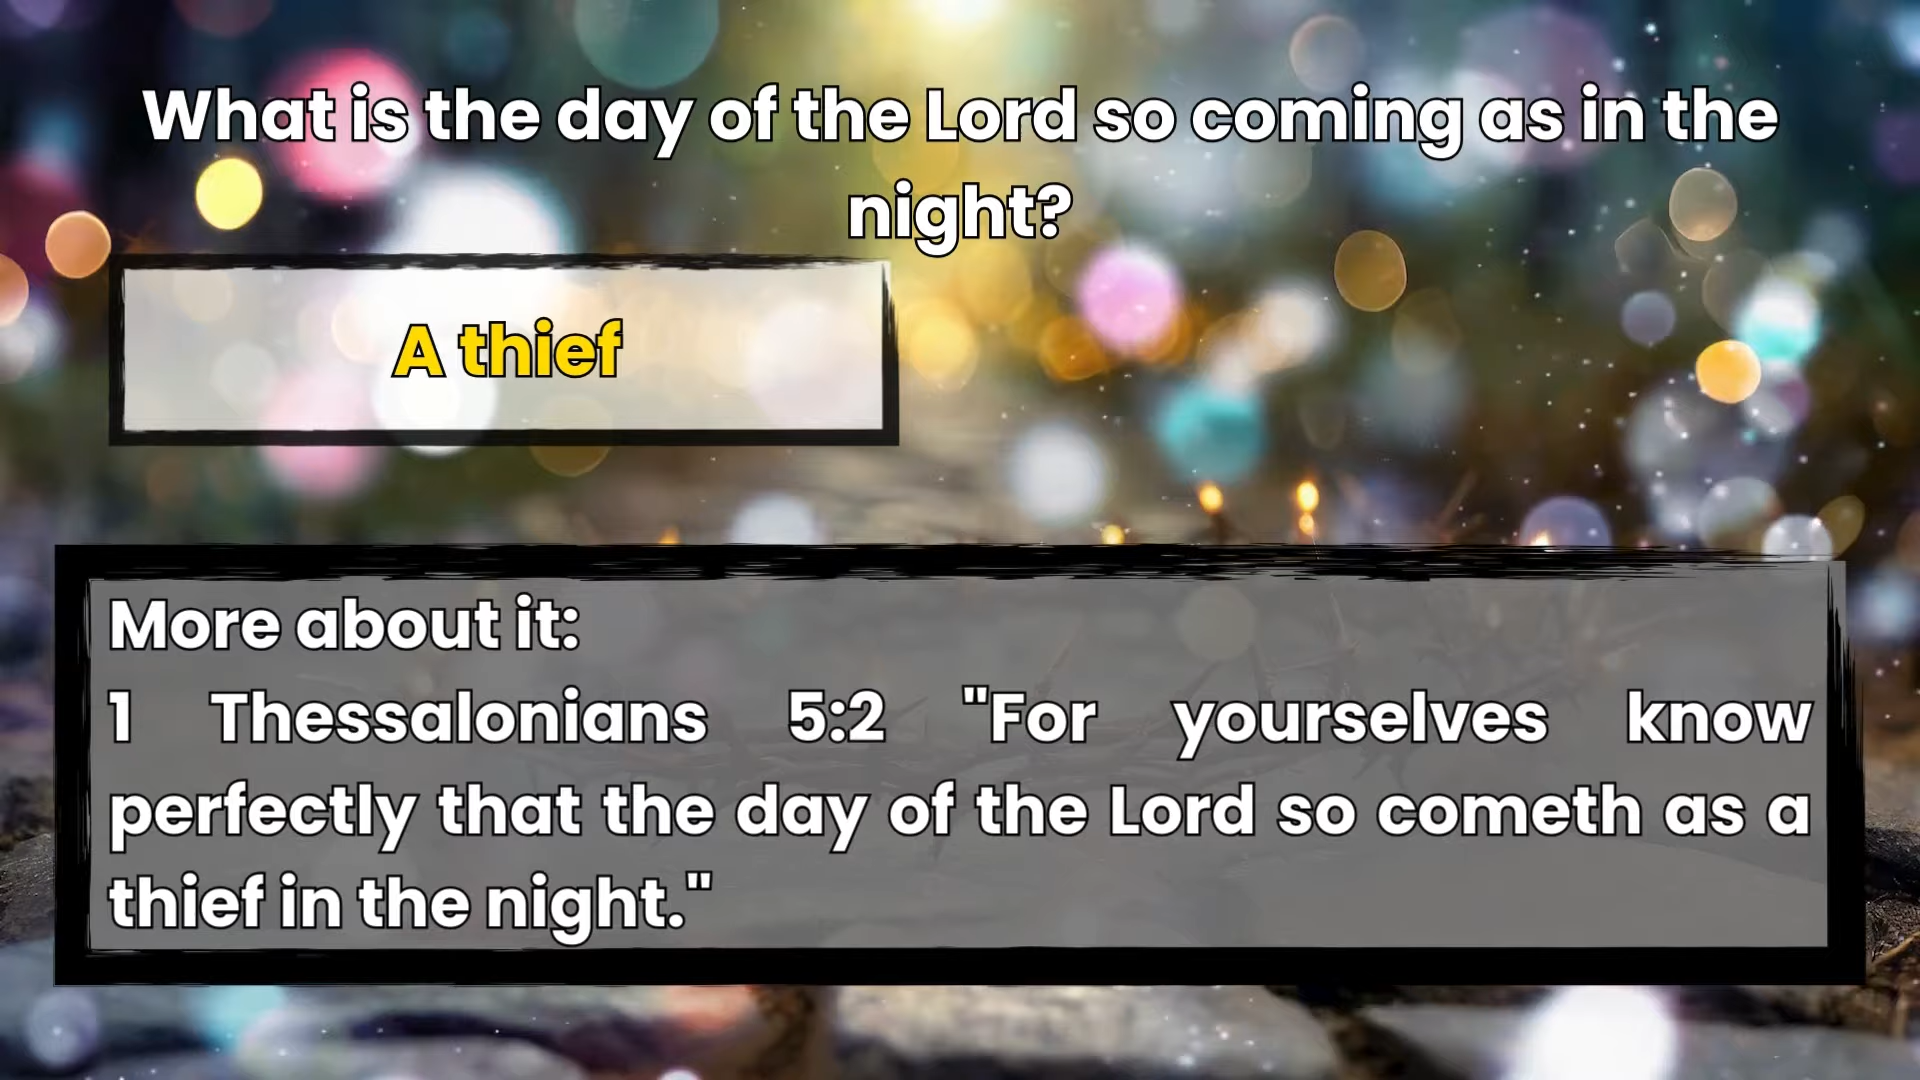 What is the day of the Lord so coming as in the
night?
A thief
More about it:
1 Thessalonians 5:2 "For yourselves know
perfectly that the day of the Lord so cometh as a
thief in the night."